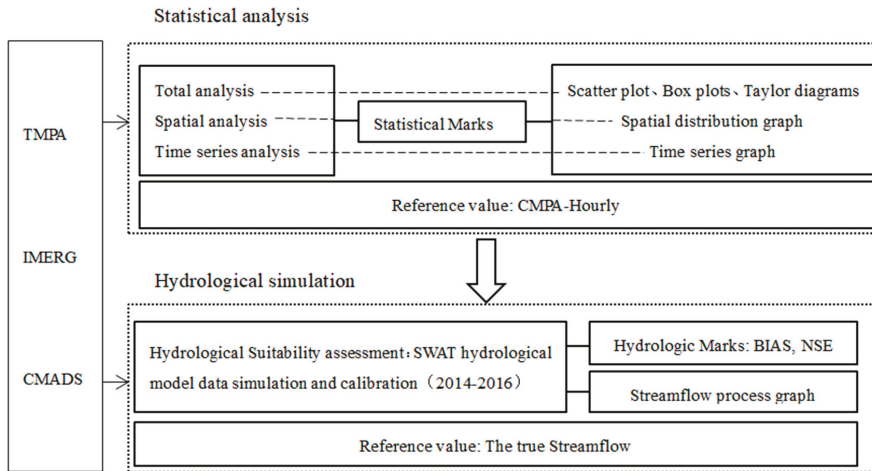 Statistical analysis
TMPA
IMERG
CMADS
Total analysis
Spatial analysis
Time series analysis
Statistical Marks
Scatter plot、Box plots、Taylor diagrams
Spatial distribution graph
Time series graph
Reference value: CMPA-Hourly
Hydrological simulation
Hydrological Suitability assessment：SWAT hydrological
model data simulation and calibration（2014-2016）
Hydrologic Marks: BIAS, NSE
Streamflow process graph
Reference value: The true Streamflow